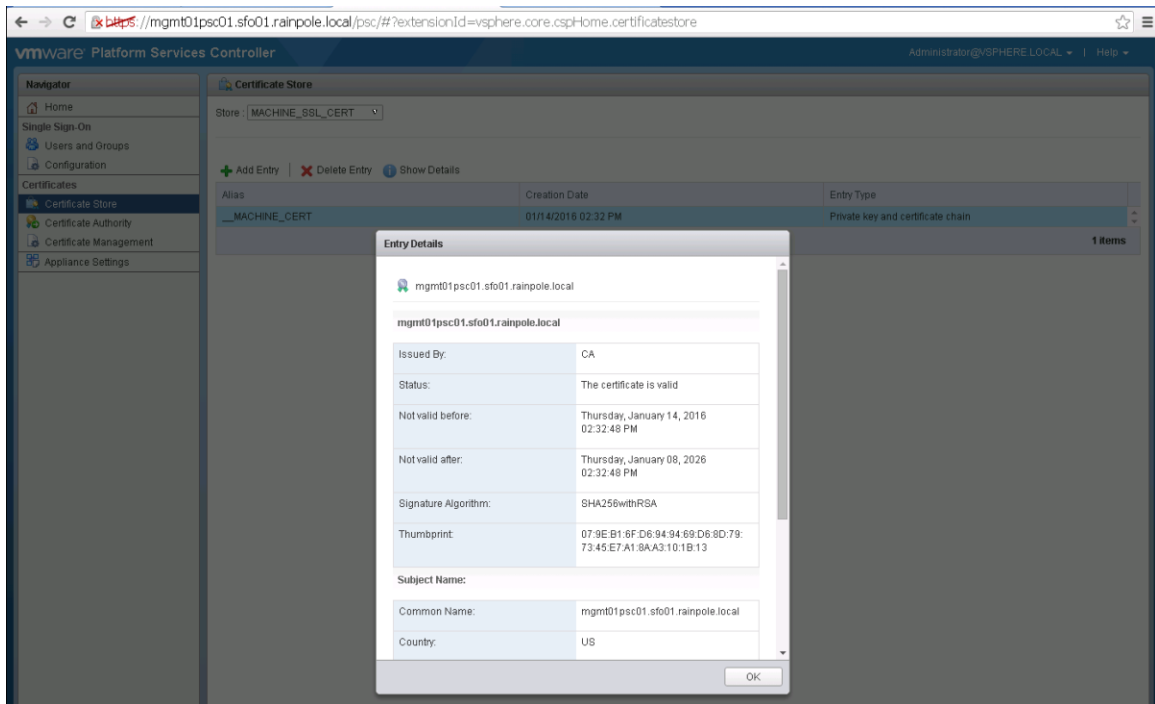 https://mgmt01psc01.sfo01.rainpole.local/psc/#?extensionId=vsphere.core.cspHome.certificatestore
vmware Platform Services Controller
Administrator@VSPHERE.LOCAL | Help
Navigator
Home
Single Sign-On
Users and Groups
Configuration
Certificates
Certificate Store
Certificate Authority
Certificate Management
Appliance Settings
Certificate Store
Store : MACHINE_SSL_CERT
Add Entry | Delete Entry Show Details
Alias Creation Date Entry Type
__MACHINE_CERT 01/14/2016 02:32 PM Private key and certificate chain
1 items
Entry Details
mgmt01psc01.sfo01.rainpole.local
mgmt01psc01.sfo01.rainpole.local
Issued By: CA
Status: The certificate is valid
Not valid before: Thursday, January 14, 2016
02:32:48 PM
Not valid after: Thursday, January 08, 2026
02:32:48 PM
Signature Algorithm: SHA256withRSA
Thumbprint: 07:9E:B1:6F:D6:94:94:69:D6:8D:79:
73:45:E7:A1:8A:A3:10:1B:13
Subject Name:
Common Name: mgmt01psc01.sfo01.rainpole.local
Country: US
OK